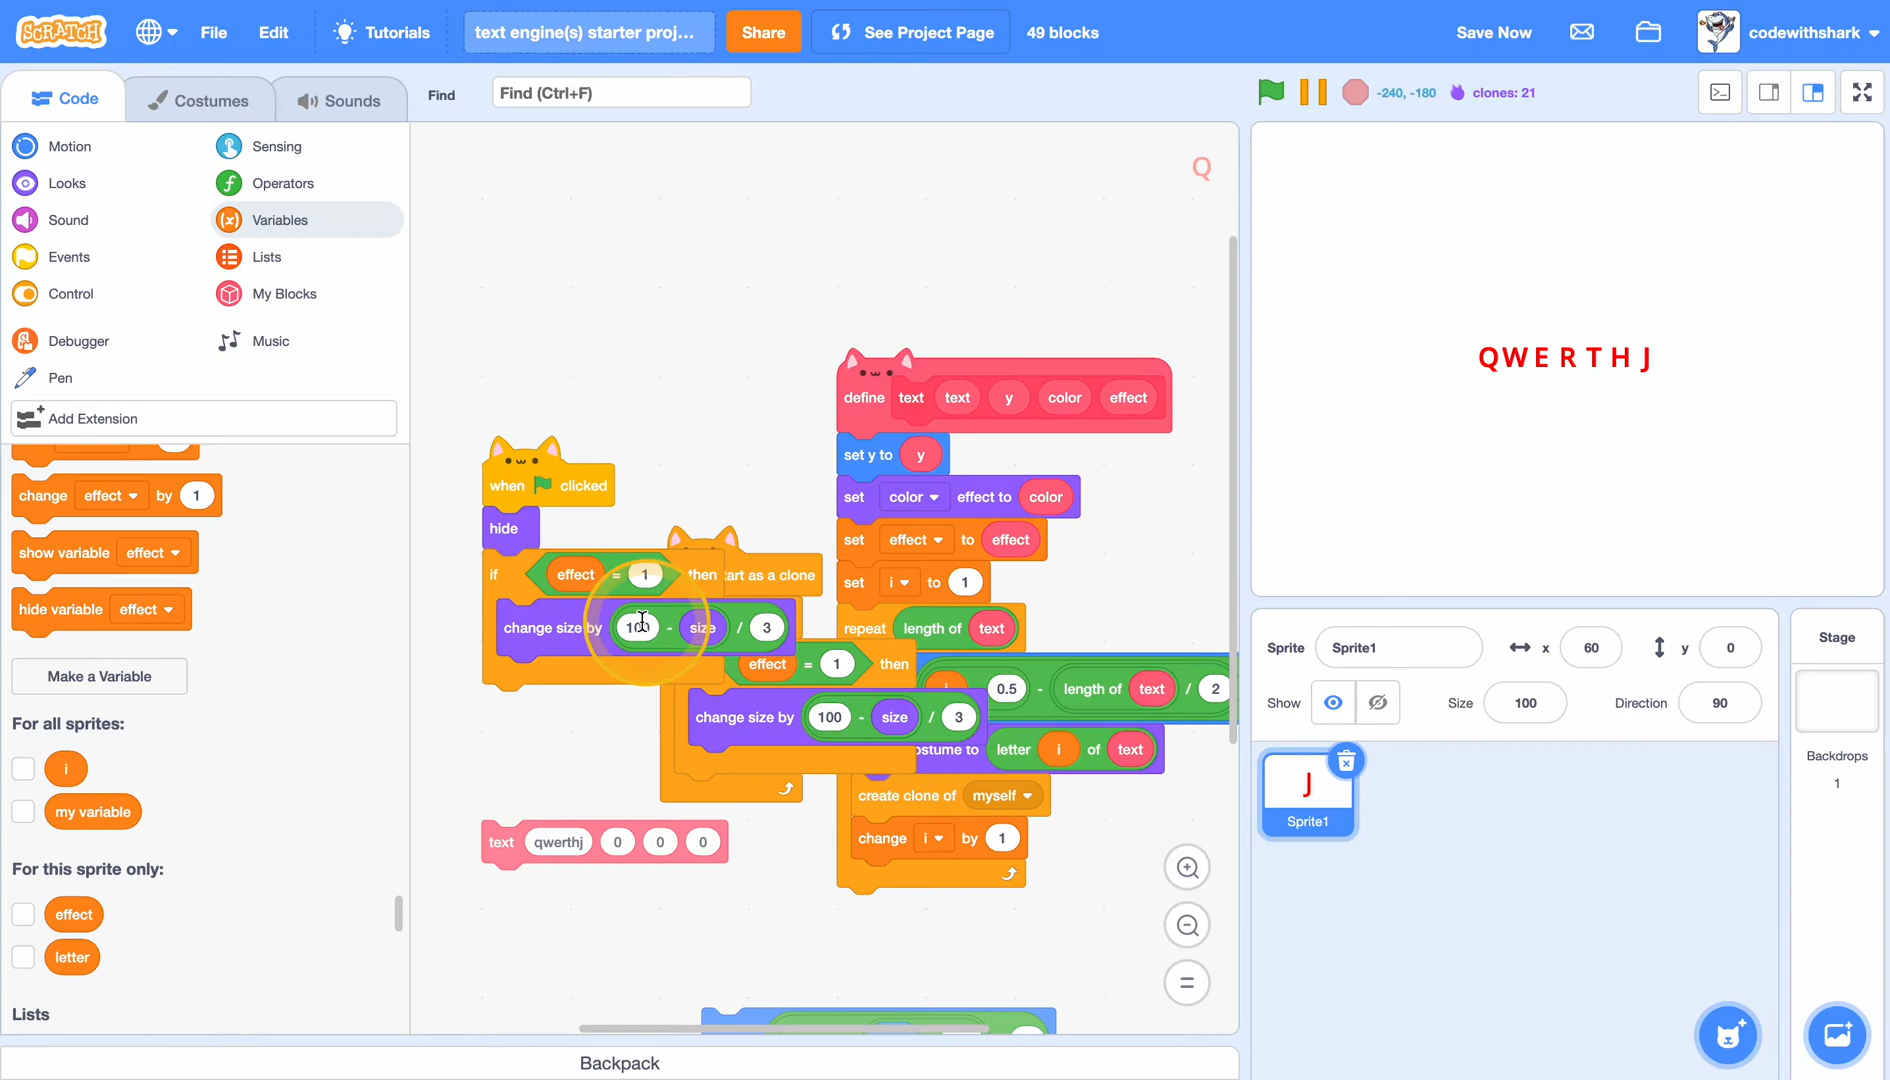 SCRATCH
File
Edit
Tutorials
text engine(s) starter proj...
Share
See Project Page
49 blocks
Save Now
codewithshark
Code
Costumes
Sounds
Find
Find (Ctrl+F)
-240, -180
clones: 21
Motion
Sensing
Looks
Operators
Sound
Variables
Events
Lists
Control
My Blocks
Debugger
Music
Pen
Add Extension
change effect by 1
show variable effect
hide variable effect
Make a Variable
For all sprites:
i
my variable
For this sprite only:
effect
letter
Lists
Q
when clicked
hide
if effect = 1 then
change size by 100 - size / 3
art as a clone
effect = 1 then
change size by 100 - size / 3
text qwerthj 0 0 0
define text text y color effect
set y to y
set color effect to color
set effect to effect
set i to 1
repeat length of text
0.5 - length of text / 2
ostume to letter i of text
create clone of myself
change i by 1
Backpack
QWERTHJ
Sprite Sprite1 x 60 y 0
Show Size 100 Direction 90
J
Sprite1
Stage
Backdrops
1